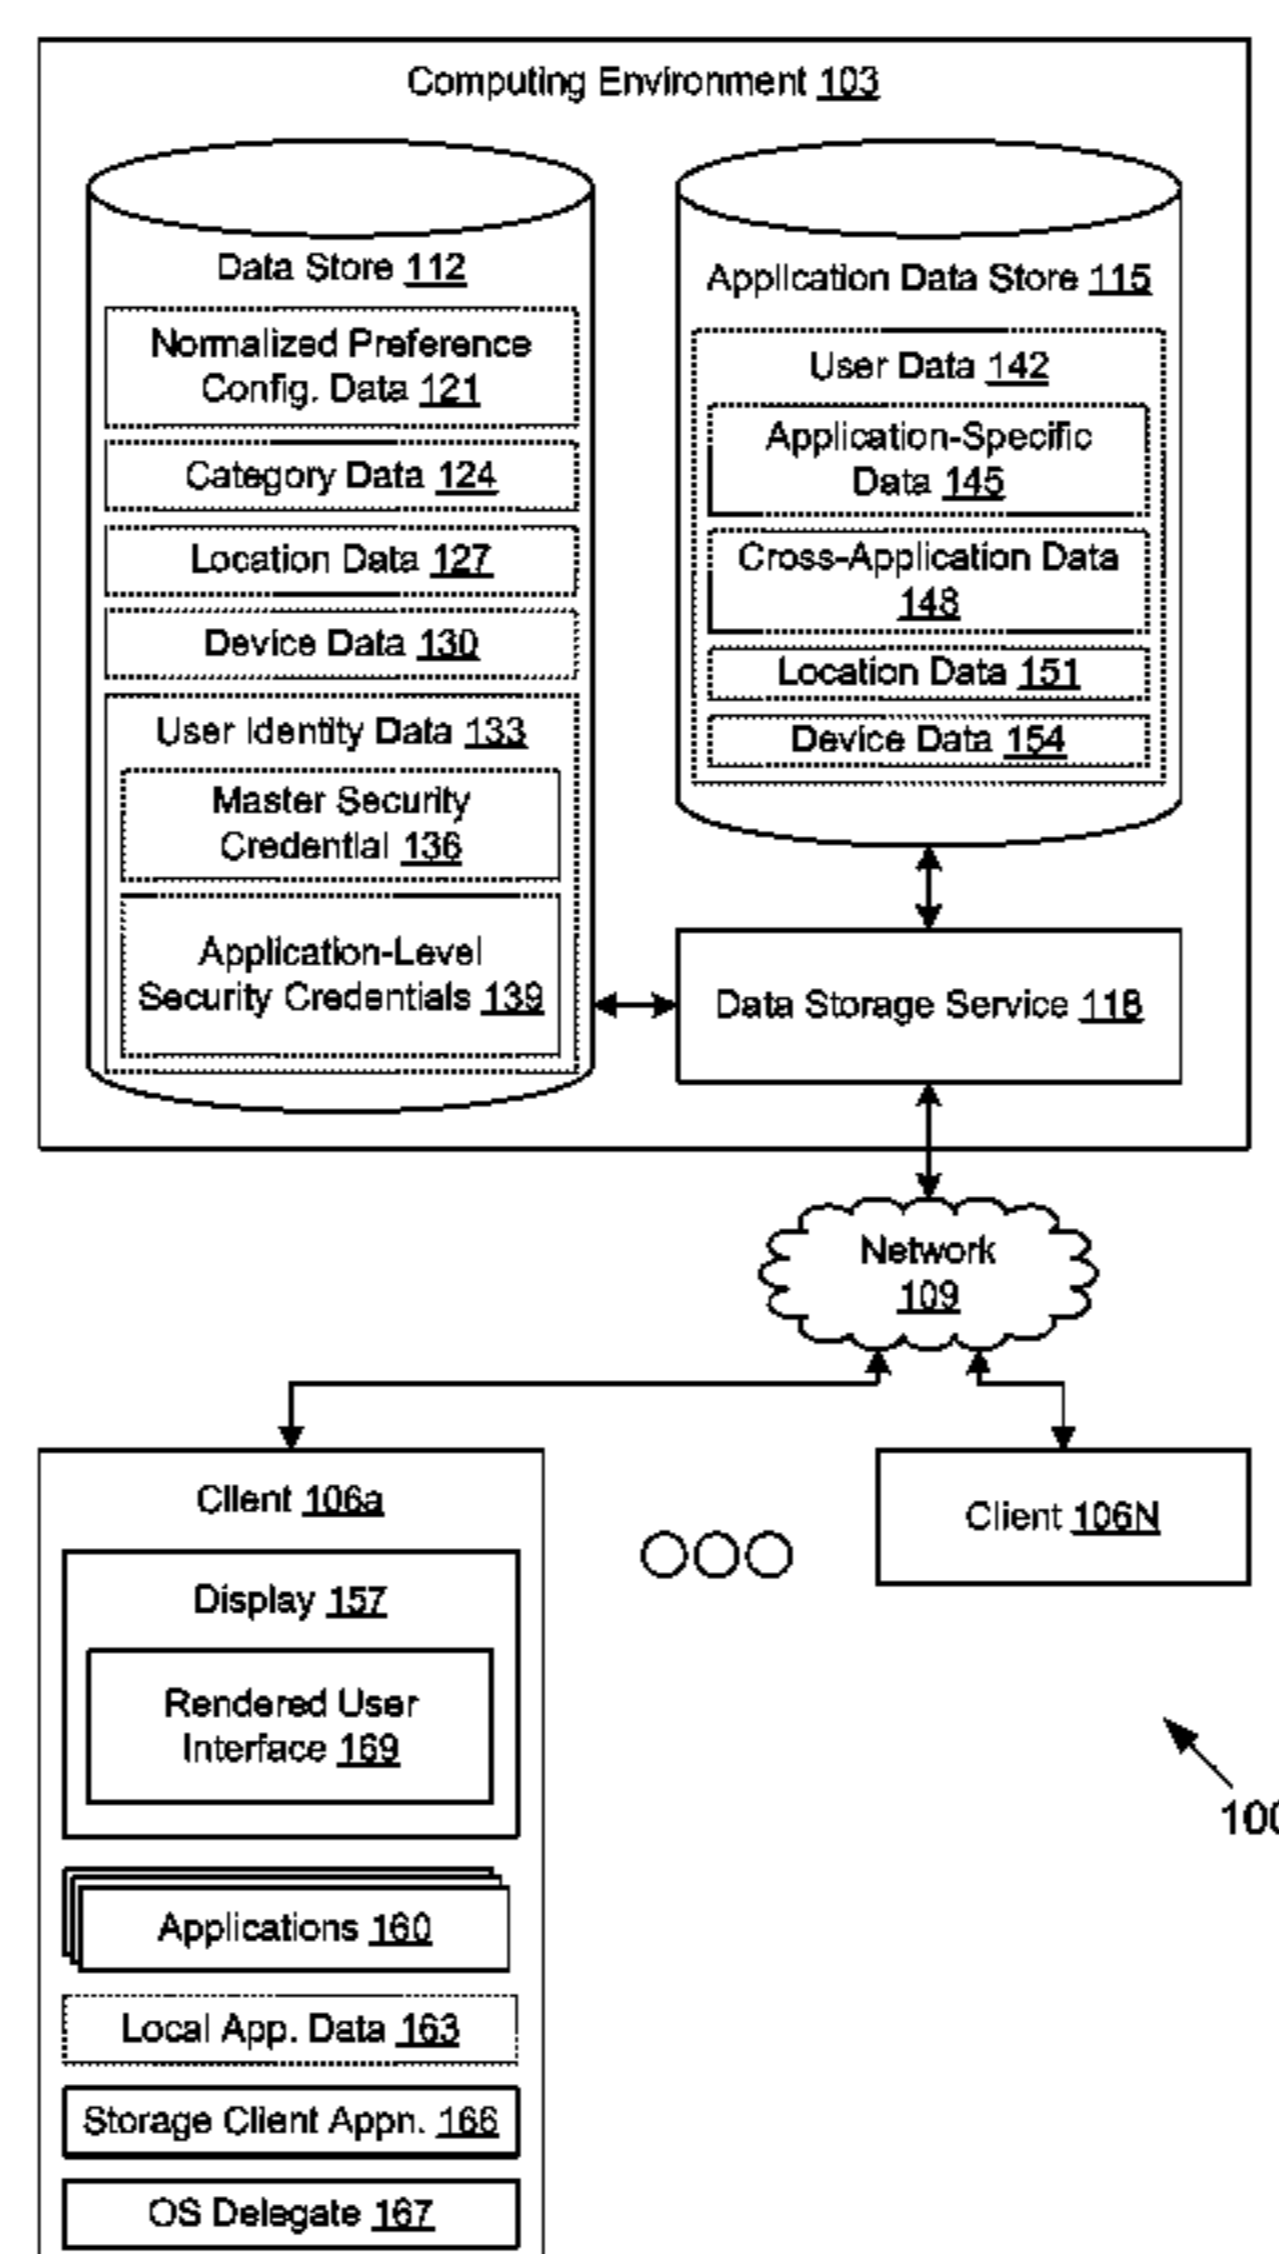 Computing Environment 103
Data Store 112
Normalized Preference
Config. Data 121
Category Data 124
Location Data 127
Device Data 130
User Identity Data 133
Master Security
Credential 136
Application-Level
Security Credentials 139
Application Data Store 115
User Data 142
Application-Specific
Data 145
Cross-Application Data
148
Location Data 151
Device Data 154
Data Storage Service 118
Network
109
Client 106a
Display 157
Rendered User
Interface 169
Applications 160
Local App. Data 163
Storage Client Appn. 166
OS Delegate 167
Client 106N
100